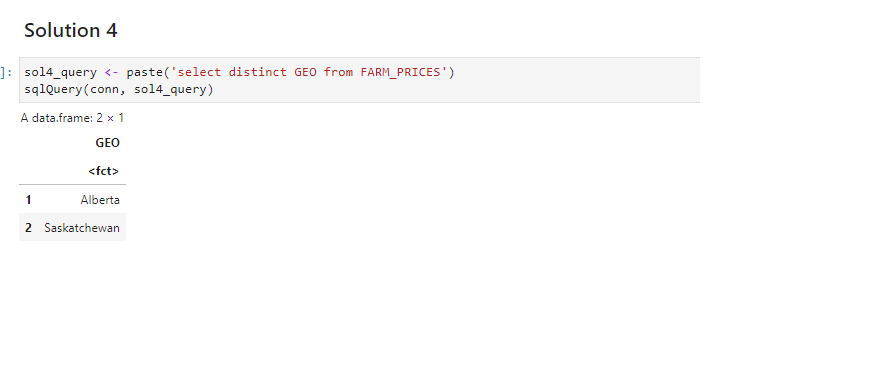 Solution 4
]: sol4_query <- paste('select distinct GEO from FARM_PRICES')
sqlQuery(conn, sol4_query)
A data.frame: 2 × 1
GEO
<fct>
1 Alberta
2 Saskatchewan